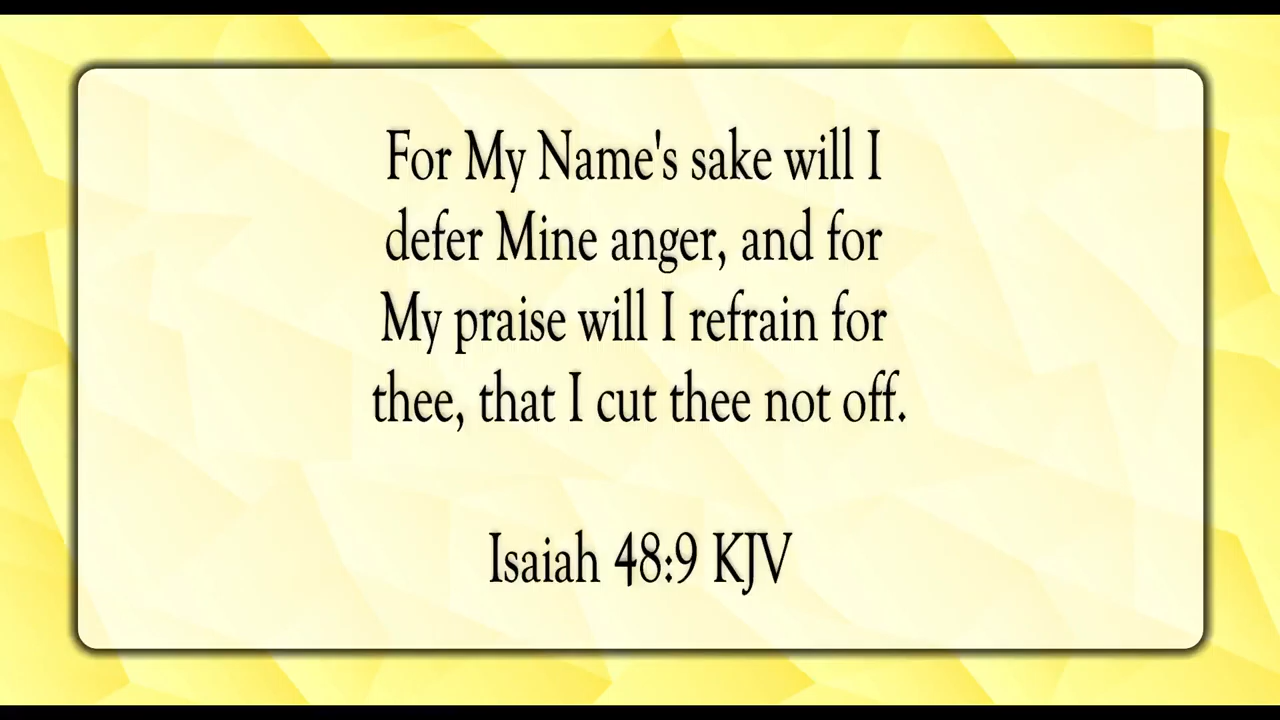 For My Name's sake will I
defer Mine anger, and for
My praise will I refrain for
thee, that I cut thee not off.
Isaiah 48:9 KJV